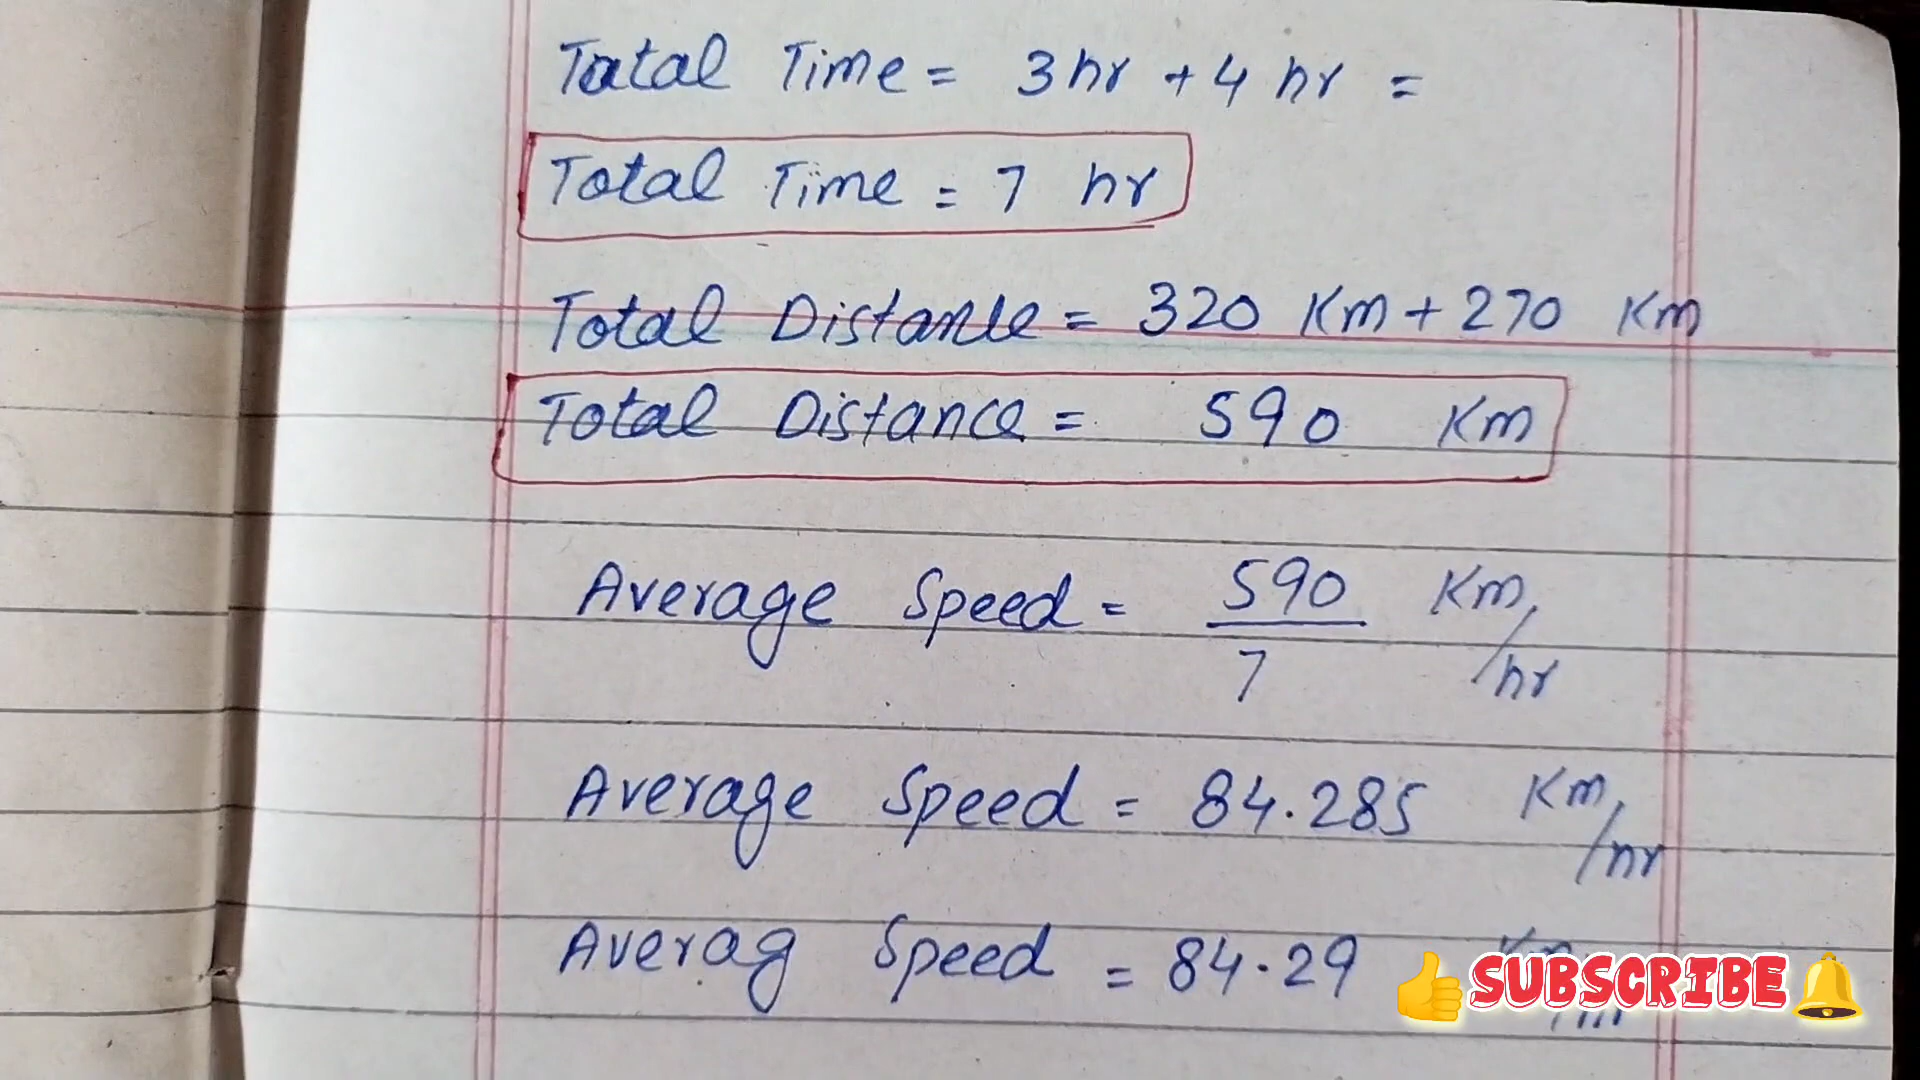 Total Time = 3 hr + 4 hr =
Total Time = 7 hr
Total Distance = 320 Km + 270 Km
Total Distance = 590 Km
Average Speed = 590/7 Km/hr
Average Speed = 84.285 Km/hr
Averag Speed = 84.29
SUBSCRIBE